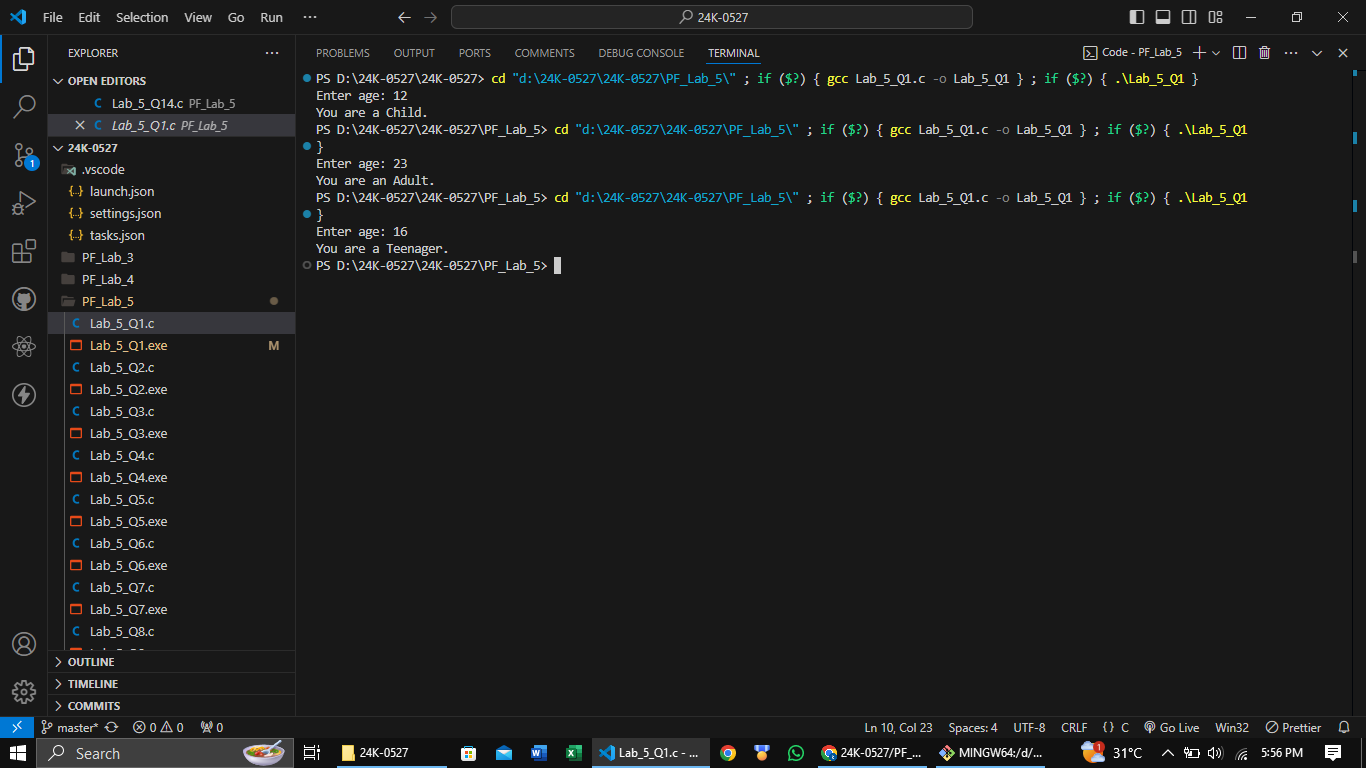 File Edit Selection View Go Run ···
24K-0527
EXPLORER ···
OPEN EDITORS
C Lab_5_Q14.c PF_Lab_5
C Lab_5_Q1.c PF_Lab_5
24K-0527
.vscode
{..} launch.json
{..} settings.json
{..} tasks.json
PF_Lab_3
PF_Lab_4
PF_Lab_5
C Lab_5_Q1.c
Lab_5_Q1.exe M
C Lab_5_Q2.c
Lab_5_Q2.exe
C Lab_5_Q3.c
Lab_5_Q3.exe
C Lab_5_Q4.c
Lab_5_Q4.exe
C Lab_5_Q5.c
Lab_5_Q5.exe
C Lab_5_Q6.c
Lab_5_Q6.exe
C Lab_5_Q7.c
Lab_5_Q7.exe
C Lab_5_Q8.c
OUTLINE
TIMELINE
COMMITS
1
PROBLEMS OUTPUT PORTS COMMENTS DEBUG CONSOLE TERMINAL
Code - PF_Lab_5
PS D:\24K-0527\24K-0527> cd "d:\24K-0527\24K-0527\PF_Lab_5\" ; if ($?) { gcc Lab_5_Q1.c -o Lab_5_Q1 } ; if ($?) { .\Lab_5_Q1 }
Enter age: 12
You are a Child.
PS D:\24K-0527\24K-0527\PF_Lab_5> cd "d:\24K-0527\24K-0527\PF_Lab_5\" ; if ($?) { gcc Lab_5_Q1.c -o Lab_5_Q1 } ; if ($?) { .\Lab_5_Q1
}
Enter age: 23
You are an Adult.
PS D:\24K-0527\24K-0527\PF_Lab_5> cd "d:\24K-0527\24K-0527\PF_Lab_5\" ; if ($?) { gcc Lab_5_Q1.c -o Lab_5_Q1 } ; if ($?) { .\Lab_5_Q1
}
Enter age: 16
You are a Teenager.
PS D:\24K-0527\24K-0527\PF_Lab_5>
master* 0 0 0
Ln 10, Col 23 Spaces: 4 UTF-8 CRLF {} C Go Live Win32 Prettier
Search
24K-0527
Lab_5_Q1.c - ...
24K-0527/PF_...
MINGW64:/d/...
1 31°C
5:56 PM